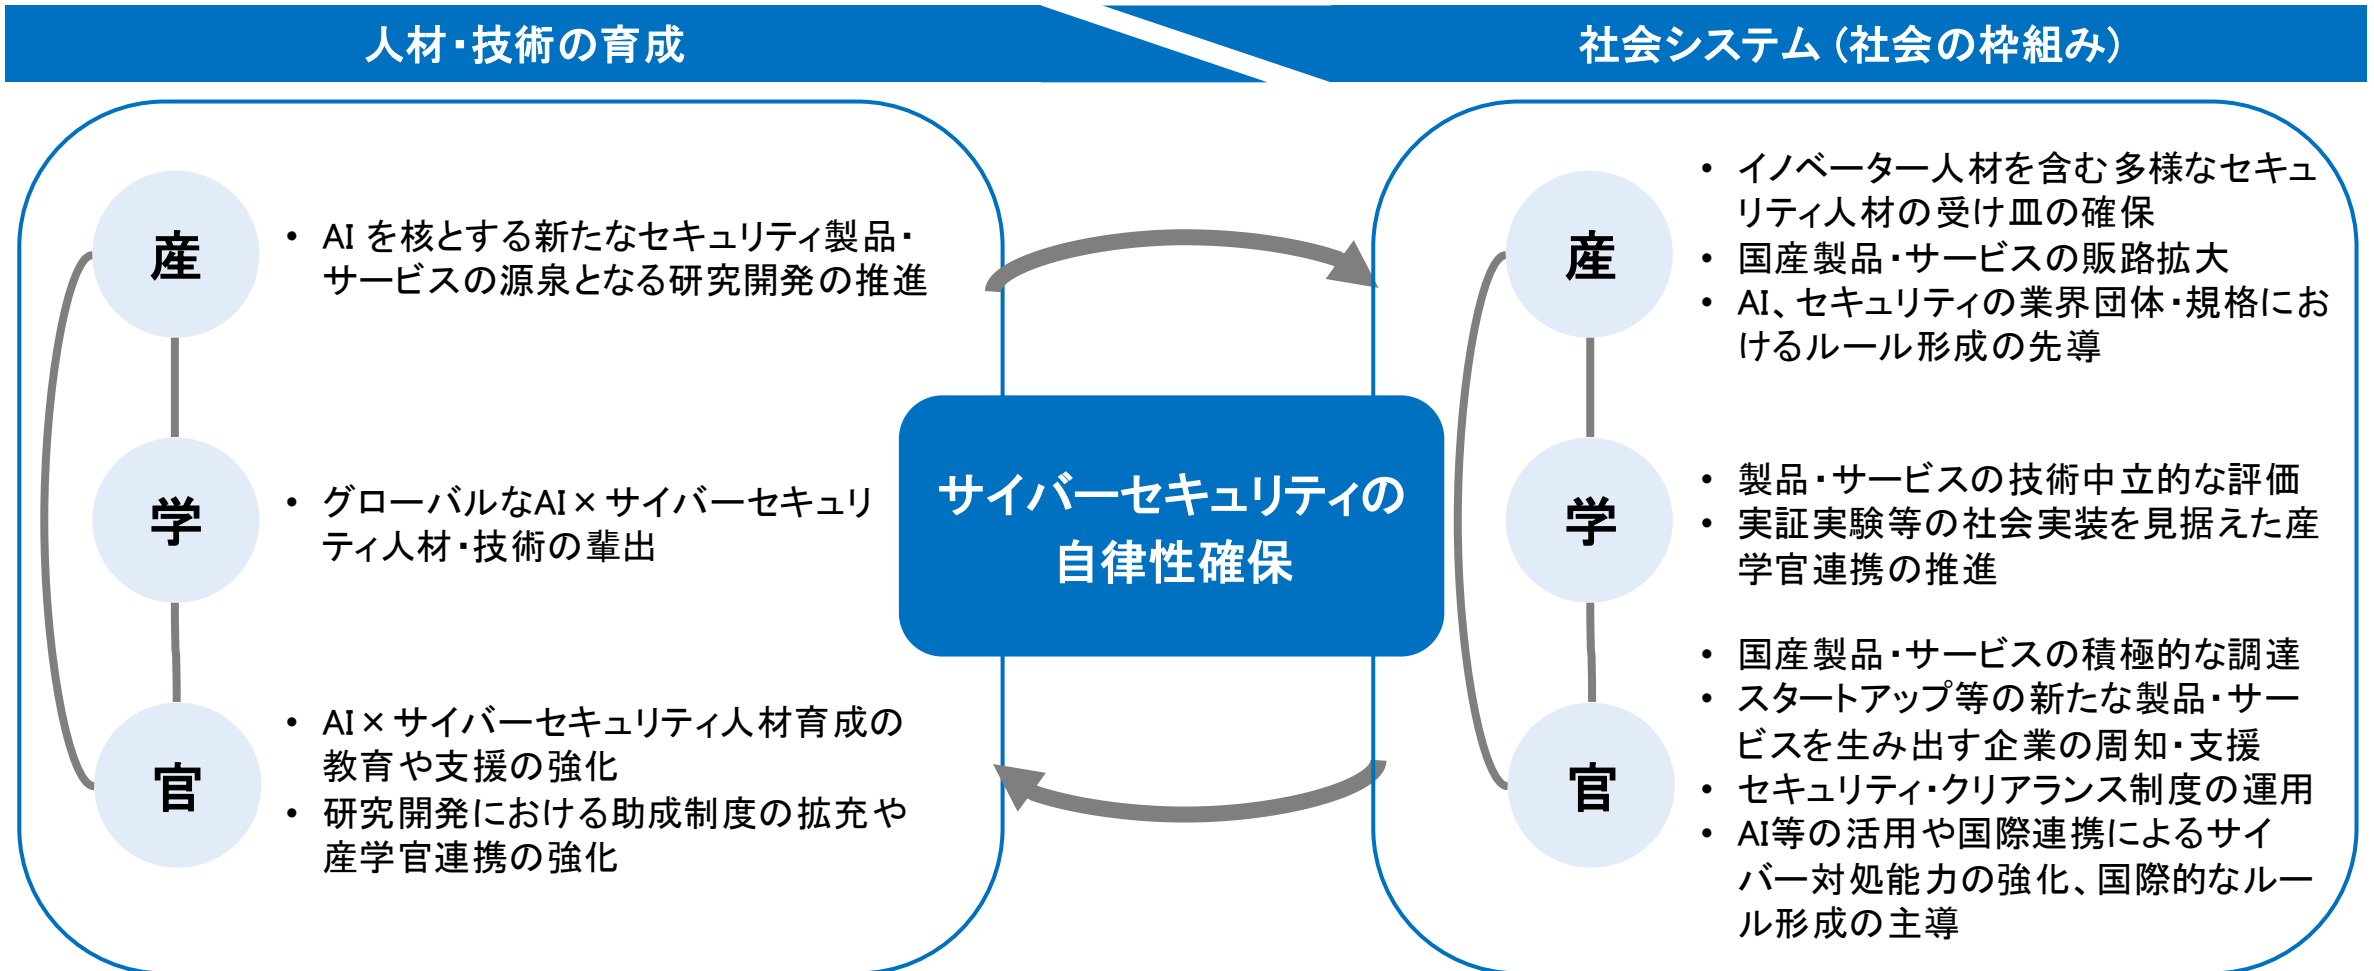 人材・技術の育成
社会システム（社会の枠組み）
産
• AI を核とする新たなセキュリティ製品・
サービスの源泉となる研究開発の推進
学
• グローバルなAI×サイバーセキュリ
ティ人材・技術の輩出
官
• AI×サイバーセキュリティ人材育成の
教育や支援の強化
• 研究開発における助成制度の拡充や
産学官連携の強化
サイバーセキュリティの
自律性確保
産
• イノベーター人材を含む多様なセキュ
リティ人材の受け皿の確保
• 国産製品・サービスの販路拡大
• AI、セキュリティの業界団体・規格にお
けるルール形成の先導
学
• 製品・サービスの技術中立的な評価
• 実証実験等の社会実装を見据えた産
学官連携の推進
官
• 国産製品・サービスの積極的な調達
• スタートアップ等の新たな製品・サー
ビスを生み出す企業の周知・支援
• セキュリティ・クリアランス制度の運用
• AI等の活用や国際連携によるサイ
バー対処能力の強化、国際的なルー
ル形成の主導